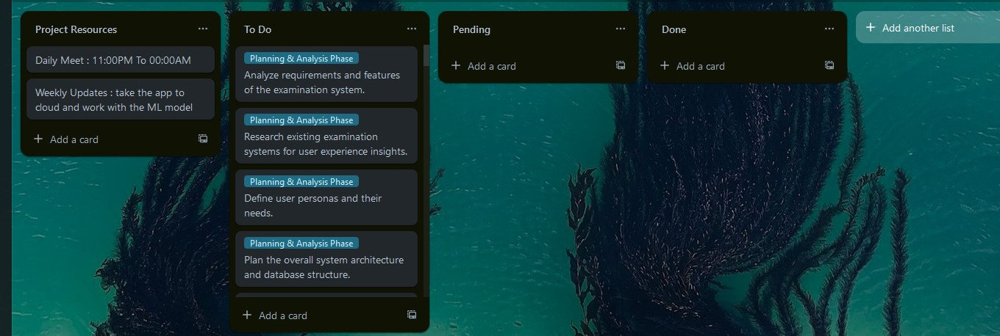 Project Resources
Daily Meet : 11:00PM To 00:00AM
Weekly Updates : take the app to
cloud and work with the ML model
Add a card
To Do
Planning & Analysis Phase
Analyze requirements and features
of the examination system.
Planning & Analysis Phase
Research existing examination
systems for user experience insights.
Planning & Analysis Phase
Define user personas and their
needs.
Planning & Analysis Phase
Plan the overall system architecture
and database structure.
Add a card
Pending
Add a card
Done
Add a card
Add another list